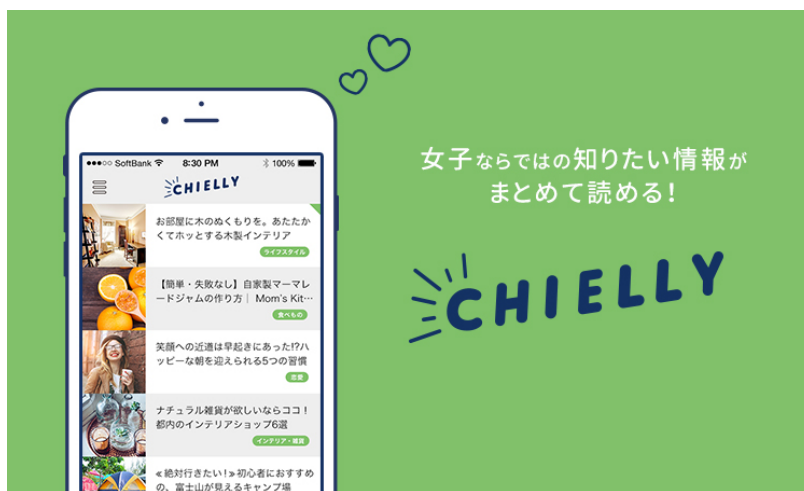 ●●●○○ SoftBank 8:30 PM 100%
CHIELLY
お部屋に木のぬくもりを。あたたか
くてホッとする木製インテリア
ライフスタイル
【簡単・失敗なし】自家製マーマレ
ードジャムの作り方｜ Mom's Kit…
食べもの
笑顔への近道は早起きにあった!?ハ
ッピーな朝を迎えられる5つの習慣
恋愛
ナチュラル雑貨が欲しいならココ！
都内のインテリアショップ6選
インテリア・雑貨
≪絶対行きたい！≫初心者におすすめ
の、富士山が見えるキャンプ場
女子ならではの知りたい情報が
まとめて読める！
CHIELLY